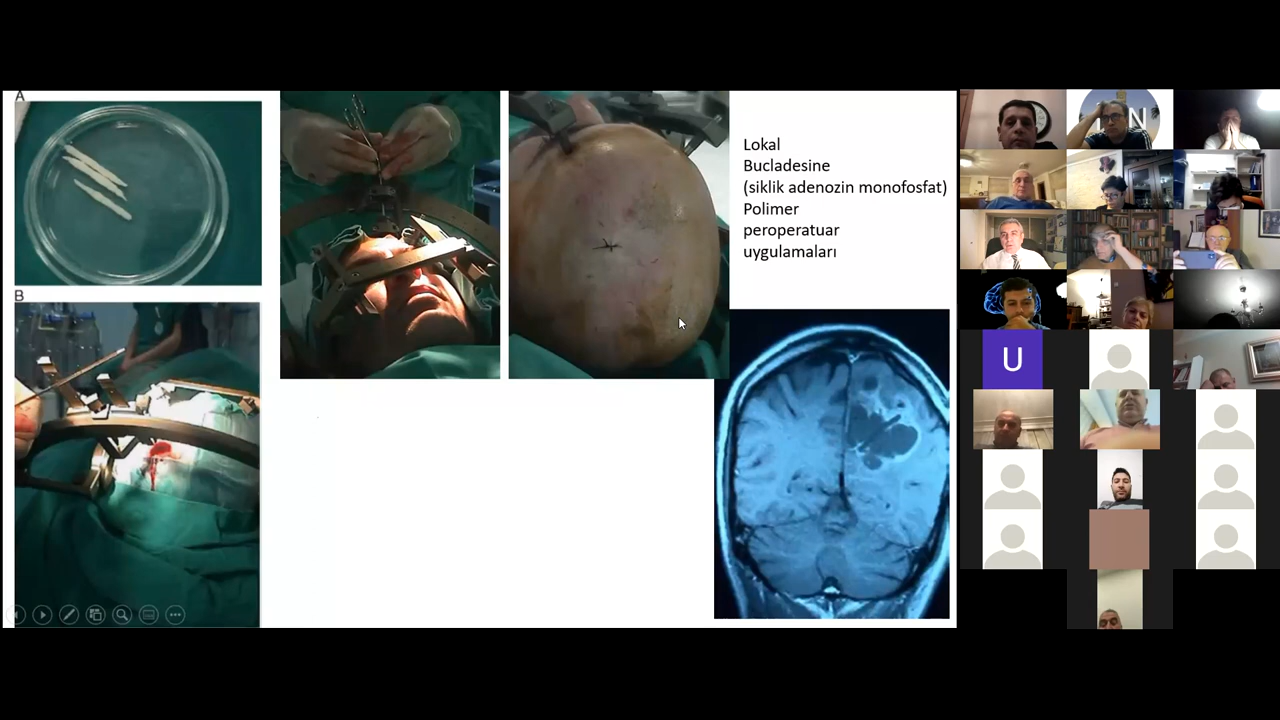 A
B
Lokal
Bucladesine
(siklik adenozin monofosfat)
Polimer
peroperatuar
uygulamaları
N
U